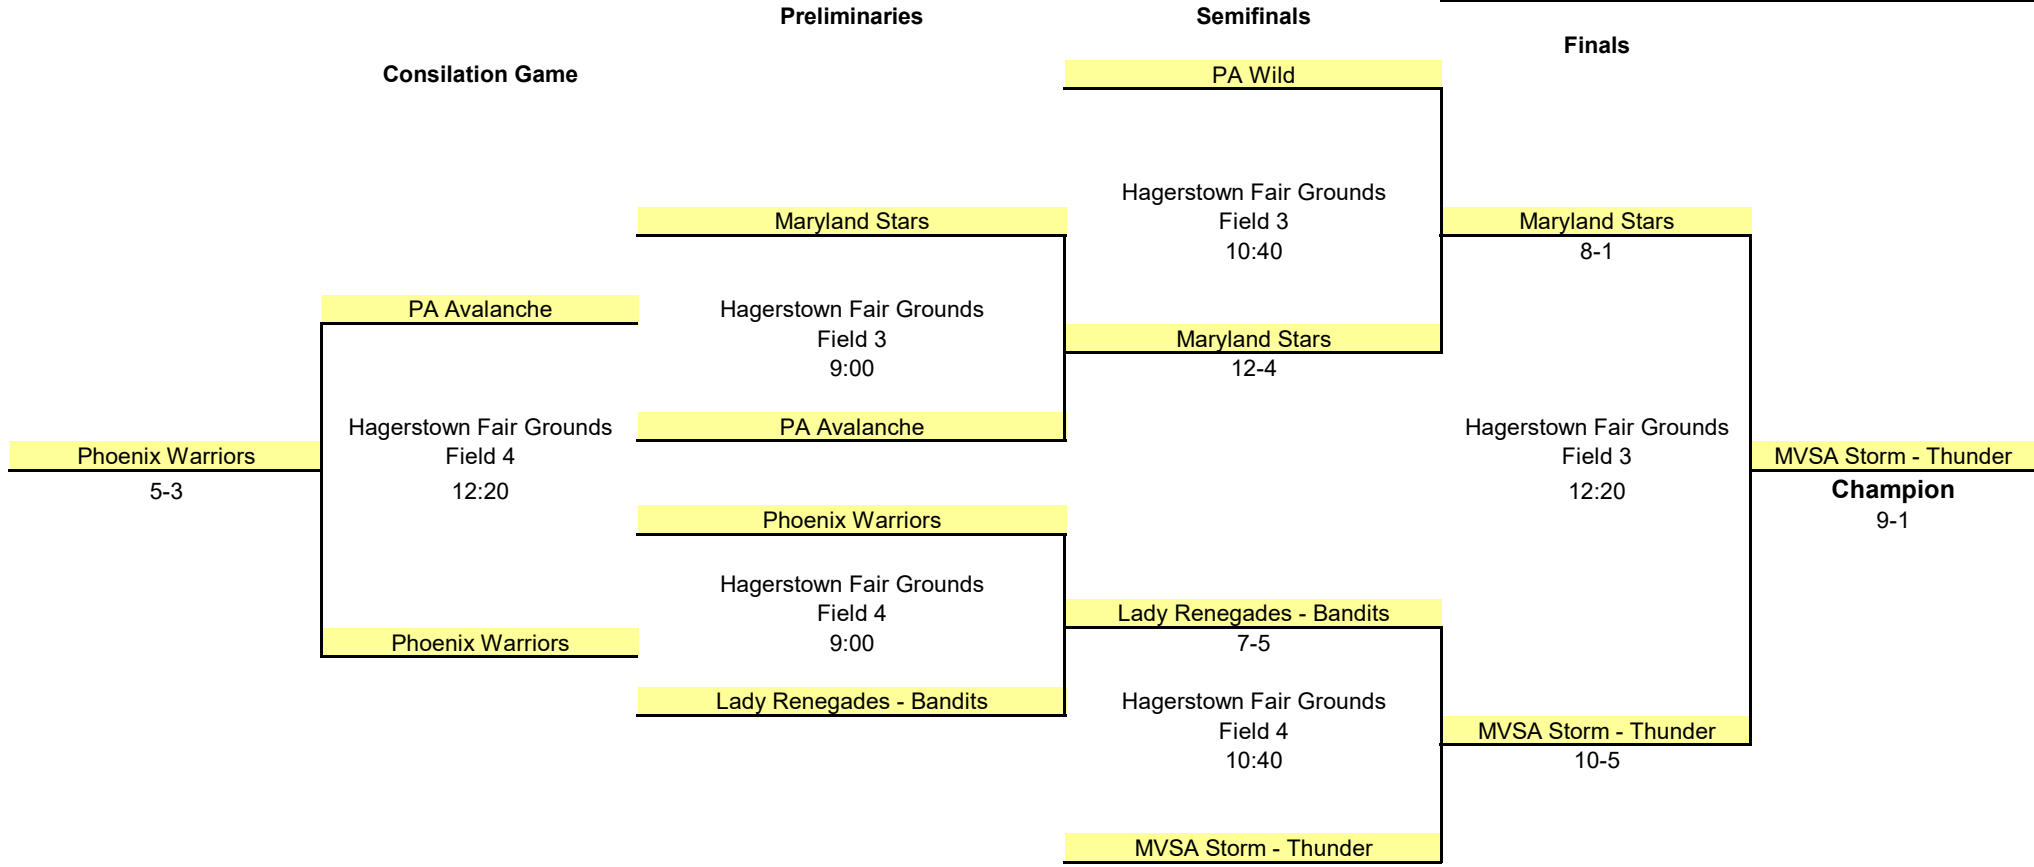 Preliminaries
Semifinals
Finals
Consilation Game
PA Wild
Hagerstown Fair Grounds
Field 3
10:40
Maryland Stars
Maryland Stars
8-1
PA Avalanche
Hagerstown Fair Grounds
Field 3
9:00
Maryland Stars
12-4
PA Avalanche
Hagerstown Fair Grounds
Field 4
12:20
Hagerstown Fair Grounds
Field 3
12:20
Phoenix Warriors
5-3
MVSA Storm - Thunder
Champion
9-1
Phoenix Warriors
Hagerstown Fair Grounds
Field 4
9:00
Lady Renegades - Bandits
7-5
Phoenix Warriors
Lady Renegades - Bandits
Hagerstown Fair Grounds
Field 4
10:40
MVSA Storm - Thunder
10-5
MVSA Storm - Thunder